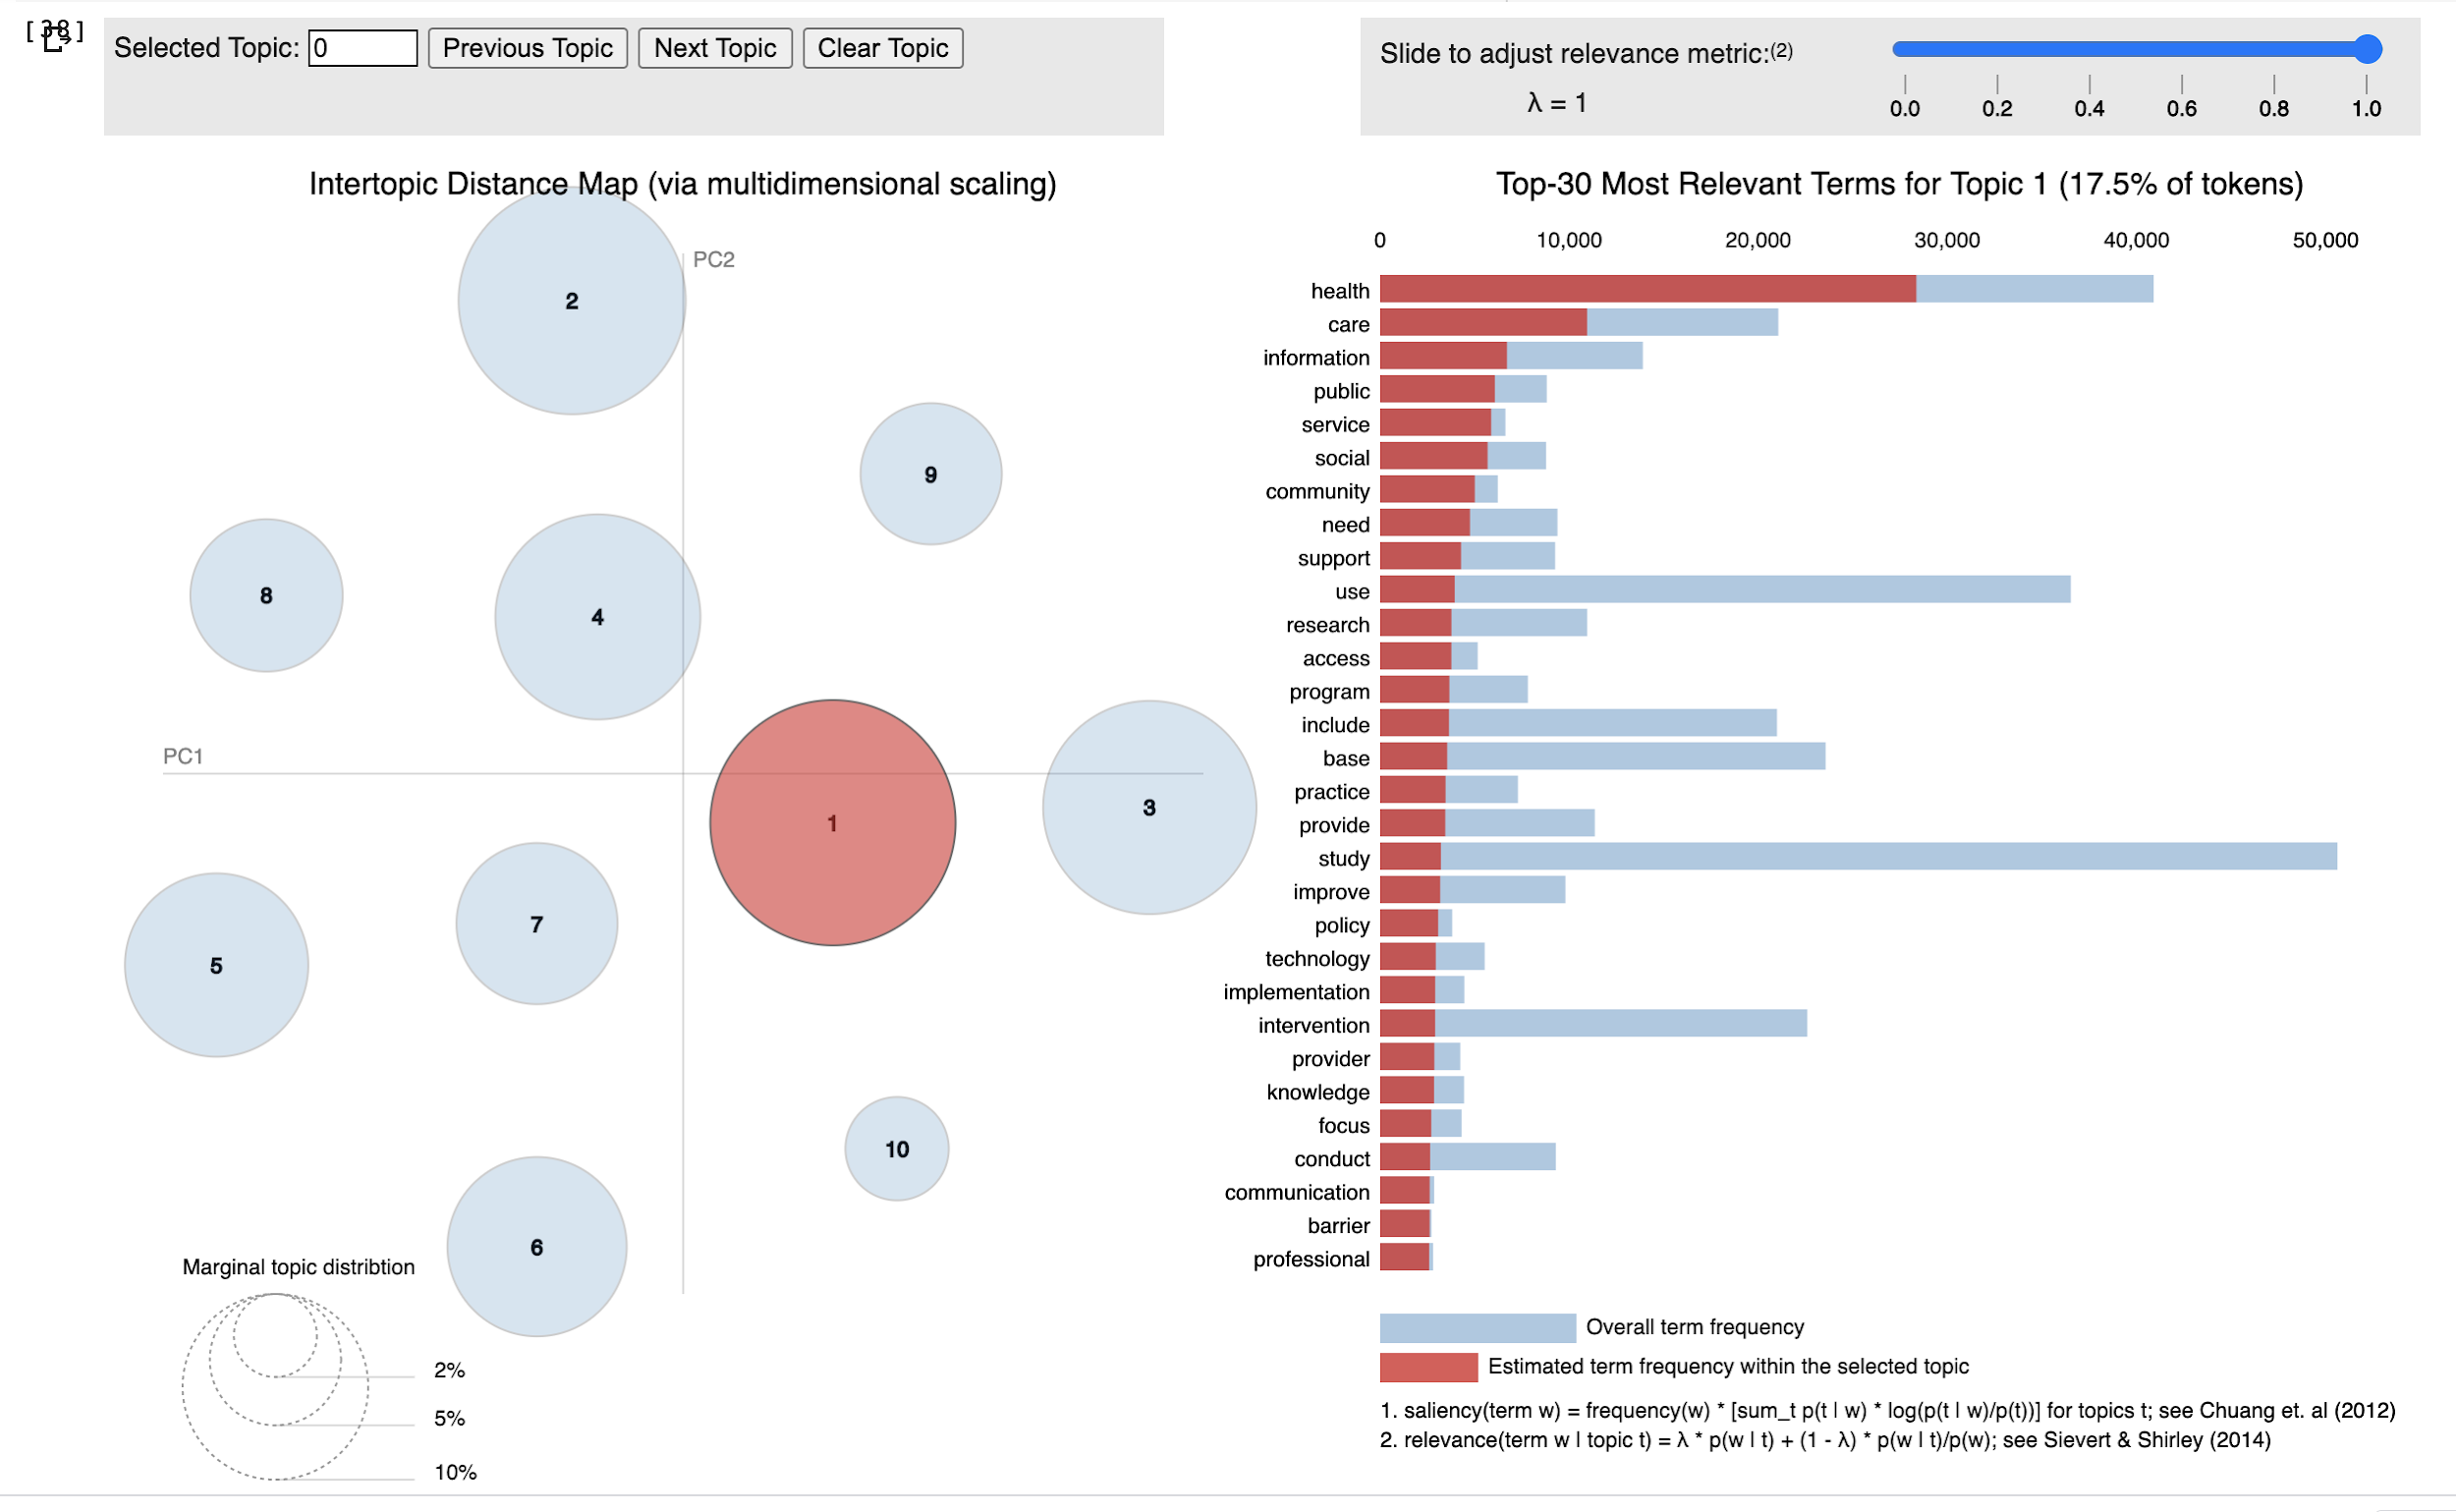 [38]
Selected Topic: 0 Previous Topic Next Topic Clear Topic
Slide to adjust relevance metric:(2)
λ = 1
0.0 0.2 0.4 0.6 0.8 1.0
Intertopic Distance Map (via multidimensional scaling)
PC2
PC1
2
9
8
4
1
3
7
5
10
6
Marginal topic distribtion
2%
5%
10%
Top-30 Most Relevant Terms for Topic 1 (17.5% of tokens)
0 10,000 20,000 30,000 40,000 50,000
health
care
information
public
service
social
community
need
support
use
research
access
program
include
base
practice
provide
study
improve
policy
technology
implementation
intervention
provider
knowledge
focus
conduct
communication
barrier
professional
Overall term frequency
Estimated term frequency within the selected topic
1. saliency(term w) = frequency(w) * [sum_t p(t | w) * log(p(t | w)/p(t))] for topics t; see Chuang et. al (2012)
2. relevance(term w | topic t) = λ * p(w | t) + (1 - λ) * p(w | t)/p(w); see Sievert & Shirley (2014)